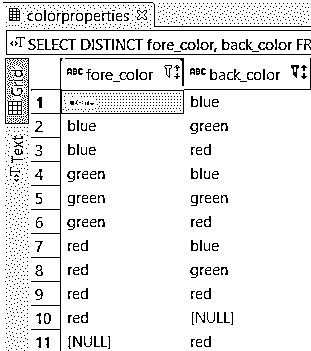 colorproperties
SELECT DISTINCT fore_color, back_color FR
Grid
Text
ABC fore_color ABC back_color
1 blue
2 blue green
3 blue red
4 green blue
5 green green
6 green red
7 red blue
8 red green
9 red red
10 red [NULL]
11 [NULL] red